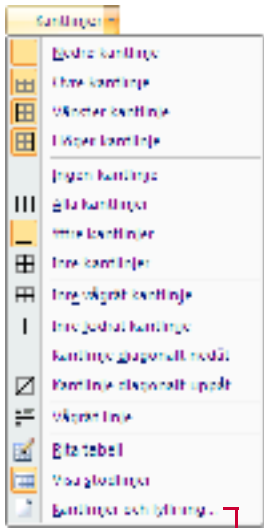 Kantlinjer
Nedre kantlinje
Övre kantlinje
Vänster kantlinje
Höger kantlinje
Ingen kantlinje
Alla kantlinjer
Yttre kantlinjer
Inre kantlinjer
Inre vågrät kantlinje
Inre lodrät kantlinje
Kantlinje diagonalt nedåt
Kantlinje diagonalt uppåt
Vågrät linje
Rita tabell
Visa stödlinjer
Kantlinjer och fyllning...